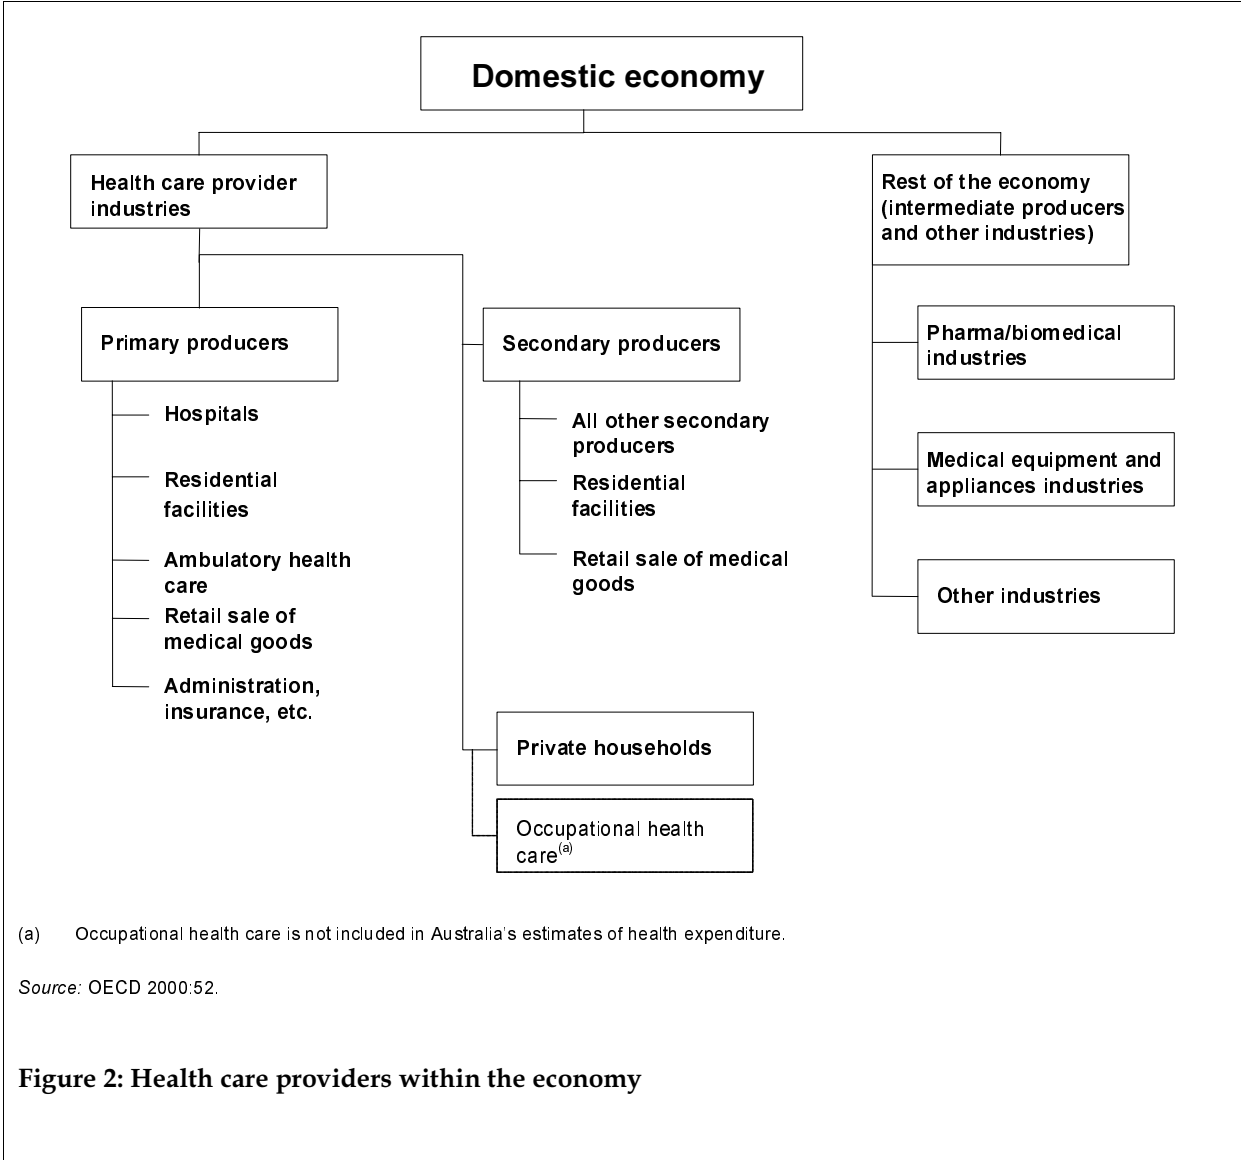 Domestic economy
Health care provider
industries
Rest of the economy
(intermediate producers
and other industries)
Primary producers
Hospitals
Residential
facilities
Ambulatory health
care
Retail sale of
medical goods
Administration,
insurance, etc.
Secondary producers
All other secondary
producers
Residential
facilities
Retail sale of medical
goods
Private households
Occupational health
care(a)
Pharma/biomedical
industries
Medical equipment and
appliances industries
Other industries
(a) Occupational health care is not included in Australia's estimates of health expenditure.
Source: OECD 2000:52.
Figure 2: Health care providers within the economy